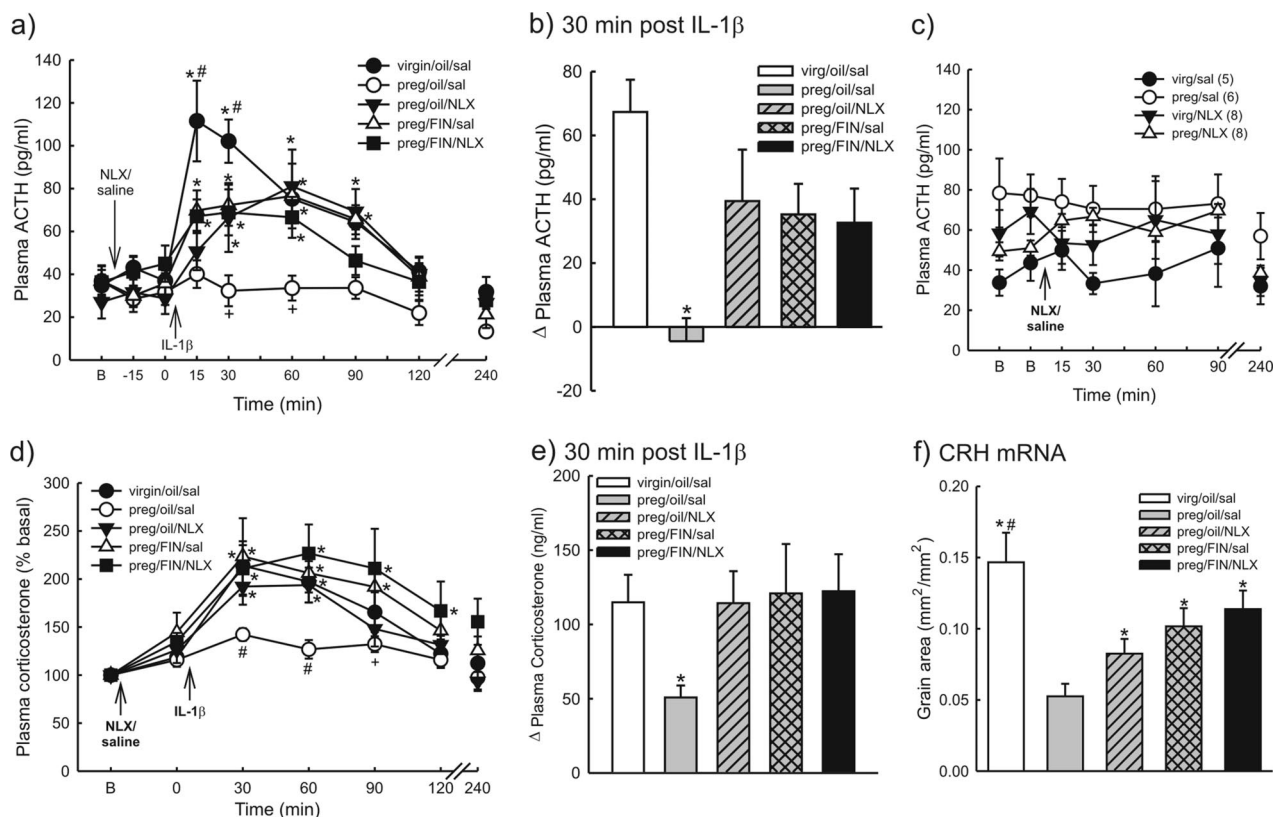 a)
Plasma ACTH (pg/ml)
140
120
100
80
60
40
20
0
NLX/
saline
IL-1β
* #
* #
*
*
*
*
*
*
*
*
*
*
*
+
+
virgin/oil/sal
preg/oil/sal
preg/oil/NLX
preg/FIN/sal
preg/FIN/NLX
B -15 0 15 30 60 90 120 240
Time (min)
b) 30 min post IL-1β
Δ Plasma ACTH (pg/ml)
80
60
40
20
0
-20
*
virg/oil/sal
preg/oil/sal
preg/oil/NLX
preg/FIN/sal
preg/FIN/NLX
c)
Plasma ACTH (pg/ml)
140
120
100
80
60
40
20
0
virg/sal (5)
preg/sal (6)
virg/NLX (8)
preg/NLX (8)
NLX/
saline
B B 15 30 60 90 240
Time (min)
d)
Plasma corticosterone (% basal)
300
250
200
150
100
50
0
virgin/oil/sal
preg/oil/sal
preg/oil/NLX
preg/FIN/sal
preg/FIN/NLX
* *
*
*
*
*
*
*
*
*
*
# # +
NLX/
saline
IL-1β
B 0 30 60 90 120 240
Time (min)
e) 30 min post IL-1β
Δ Plasma Corticosterone (ng/ml)
200
150
100
50
0
virgin/oil/sal
preg/oil/sal
preg/oil/NLX
preg/FIN/sal
preg/FIN/NLX
*
f) CRH mRNA
Grain area (mm²/mm²)
0.20
0.15
0.10
0.05
0.00
virg/oil/sal
preg/oil/sal
preg/oil/NLX
preg/FIN/sal
preg/FIN/NLX
* #
*
*
*